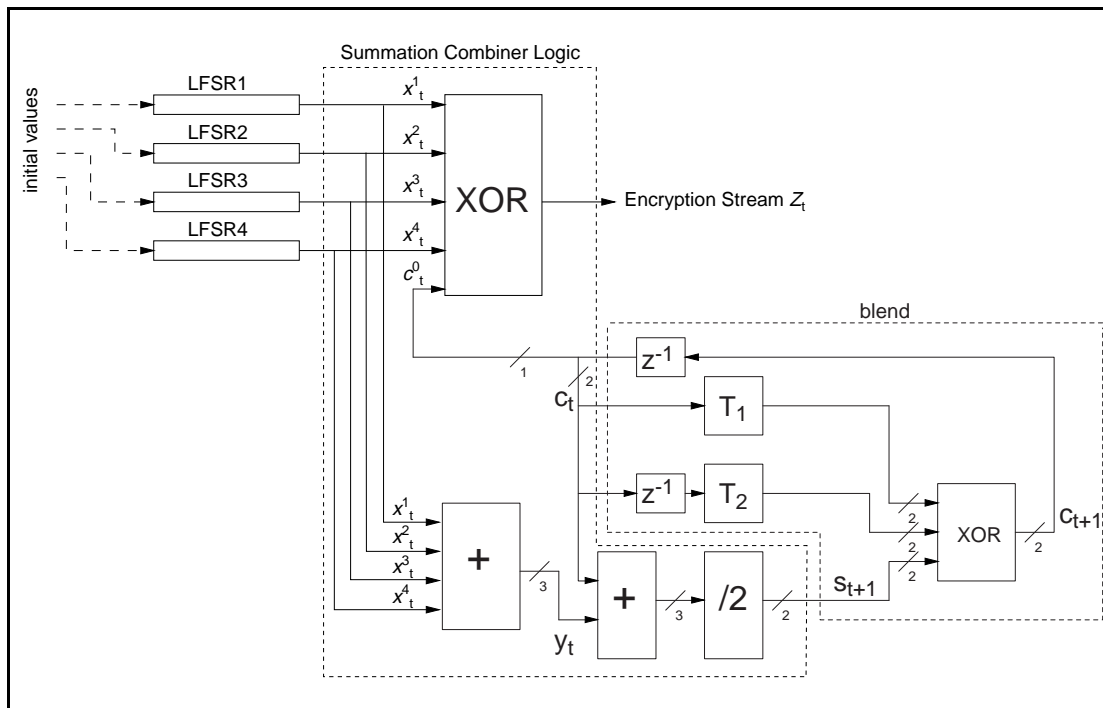 Summation Combiner Logic
initial values
LFSR1
LFSR2
LFSR3
LFSR4
x¹ₜ
x²ₜ
x³ₜ
x⁴ₜ
c⁰ₜ
XOR
Encryption Stream Zₜ
blend
1
2
z⁻¹
cₜ
T₁
z⁻¹
T₂
2
2
2
XOR
2
cₜ₊₁
x¹ₜ
x²ₜ
x³ₜ
x⁴ₜ
+
3
yₜ
+
3
/2
2
sₜ₊₁